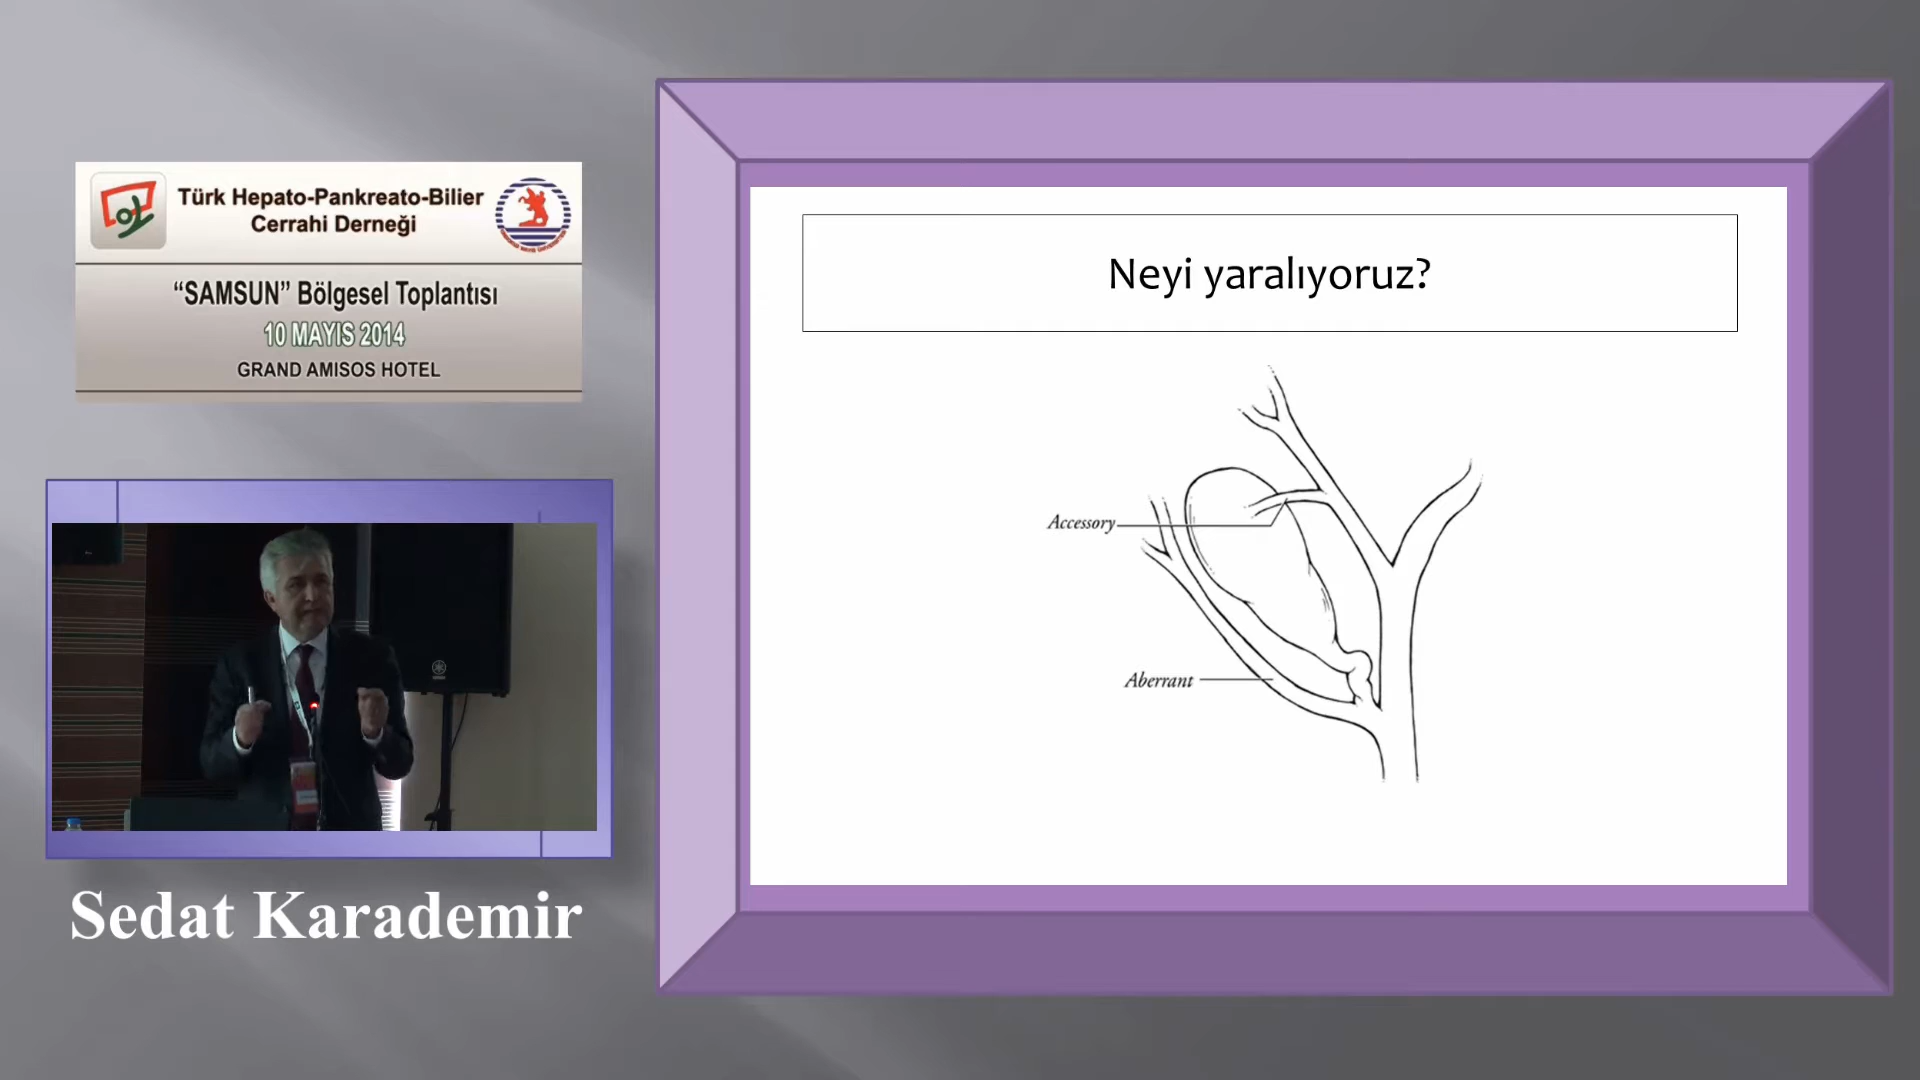 Türk Hepato-Pankreato-Bilier
Cerrahi Derneği
“SAMSUN” Bölgesel Toplantısı
10 MAYIS 2014
GRAND AMISOS HOTEL
Sedat Karademir
Neyi yaralıyoruz?
Accessory
Aberrant